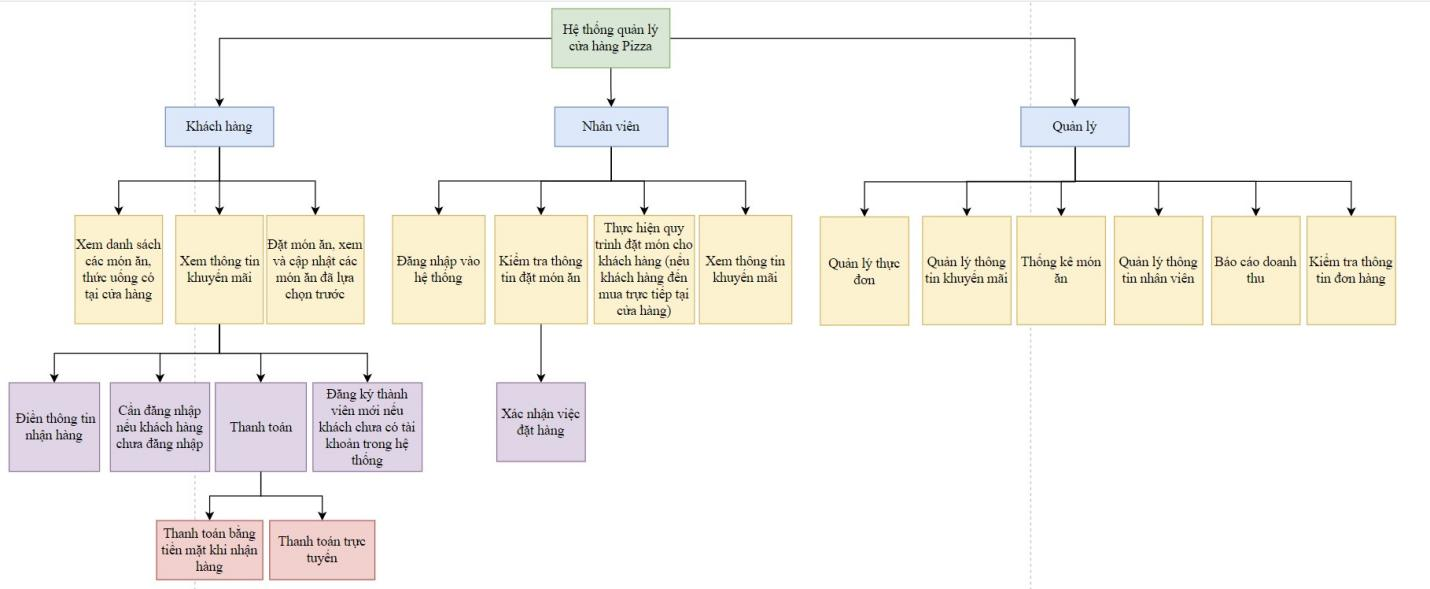 Hệ thống quản lý
cửa hàng Pizza
Khách hàng
Nhân viên
Quản lý
Xem danh sách
các món ăn,
thức uống có
tại cửa hàng
Xem thông tin
khuyến mãi
Đặt món ăn, xem
và cập nhật các
món ăn đã lựa
chọn trước
Đăng nhập vào
hệ thống
Kiểm tra thông
tin đặt món ăn
Thực hiện quy
trình đặt món cho
khách hàng (nếu
khách hàng đến
mua trực tiếp tại
cửa hàng)
Xem thông tin
khuyến mãi
Quản lý thực
đơn
Quản lý thông
tin khuyến mãi
Thống kê món
ăn
Quản lý thông
tin nhân viên
Báo cáo doanh
thu
Kiểm tra thông
tin đơn hàng
Điền thông tin
nhận hàng
Cần đăng nhập
nếu khách hàng
chưa đăng nhập
Thanh toán
Đăng ký thành
viên mới nếu
khách chưa có tài
khoản trong hệ
thống
Xác nhận việc
đặt hàng
Thanh toán bằng
tiền mặt khi nhận
hàng
Thanh toán trực
tuyến